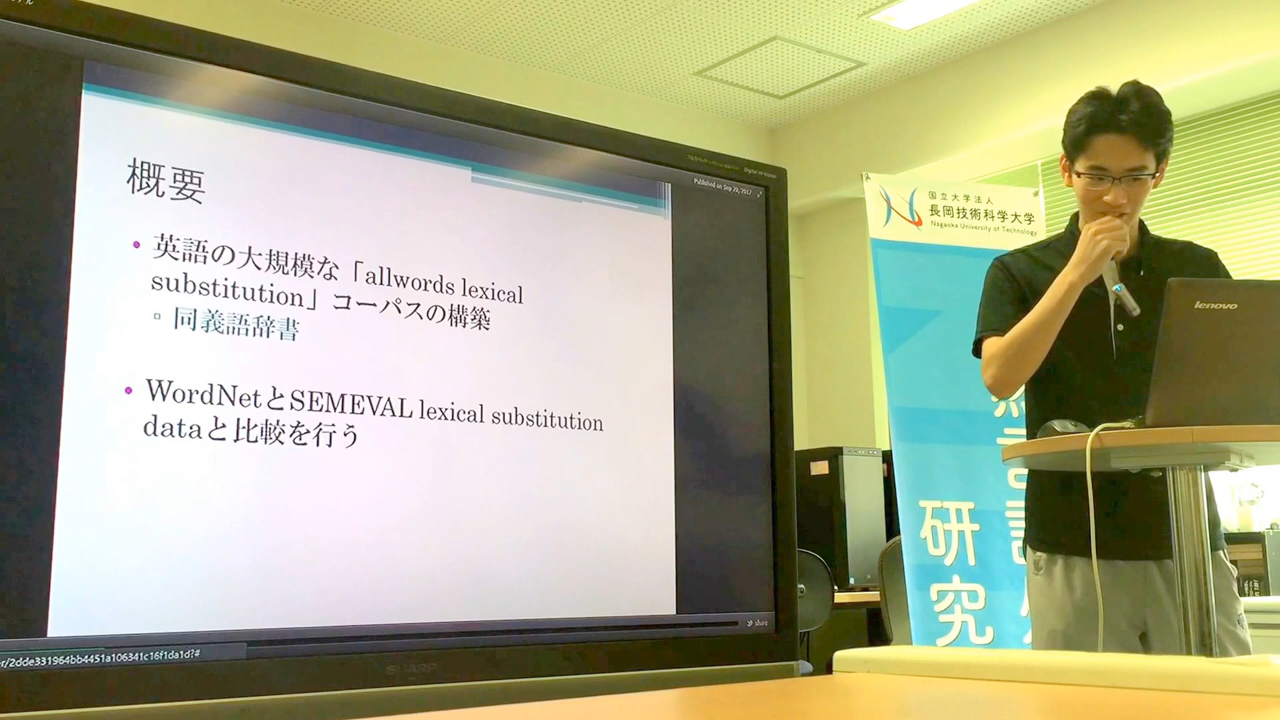 概要
Published on Sep 20, 2017
• 英語の大規模な「allwords lexical
substitution」コーパスの構築
▫ 同義語辞書
• WordNetとSEMEVAL lexical substitution
dataと比較を行う
share
r/2dde331964bb4451a106341c16f1da1d?#
SHARP
国立大学法人
長岡技術科学大学
Nagaoka University of Technology
研究
lenovo